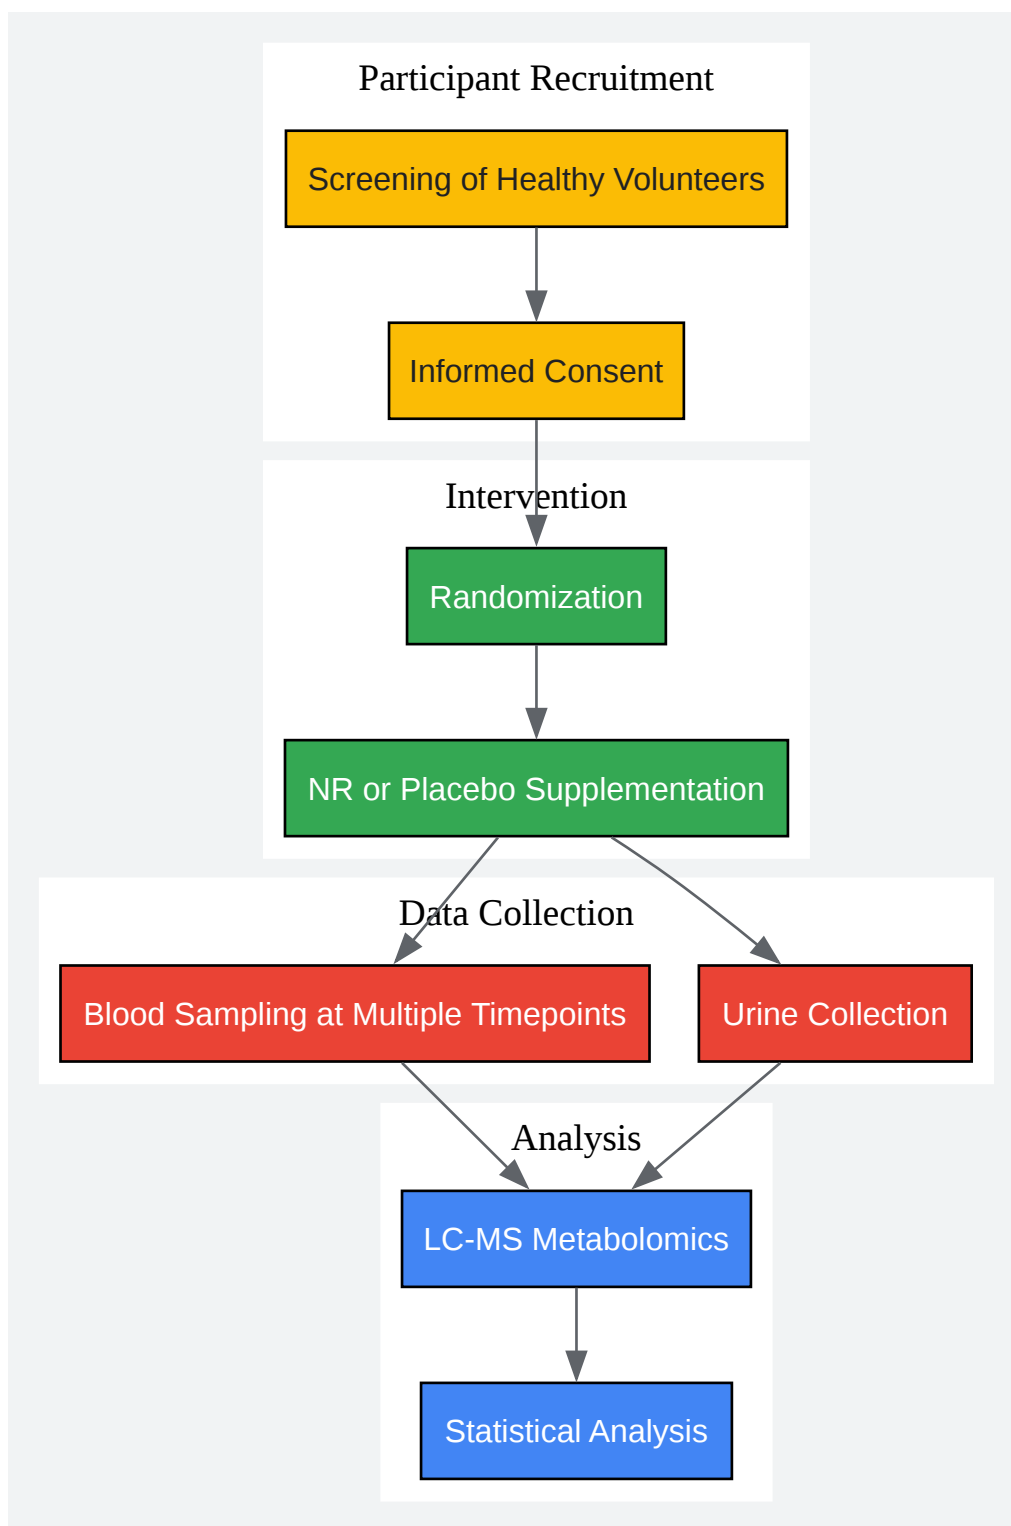 Participant Recruitment
Screening of Healthy Volunteers
Informed Consent
Intervention
Randomization
NR or Placebo Supplementation
Data Collection
Blood Sampling at Multiple Timepoints
Urine Collection
Analysis
LC-MS Metabolomics
Statistical Analysis